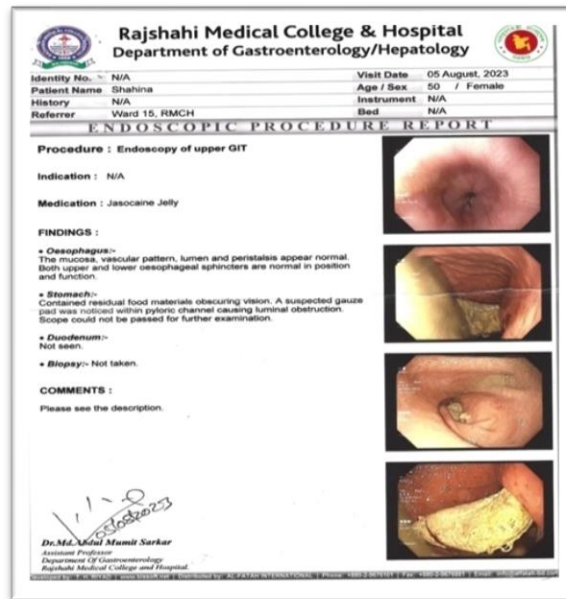 Rajshahi Medical College & Hospital
Department of Gastroenterology/Hepatology
Identity No. N/A Visit Date 05 August, 2023
Patient Name Shahina Age / Sex 50 / Female
History N/A Instrument N/A
Referrer Ward 15, RMCH Bed N/A
ENDOSCOPIC PROCEDURE REPORT
Procedure : Endoscopy of upper GIT
Indication : N/A
Medication : Jasocaine Jelly
FINDINGS :
• Oesophagus:-
The mucosa, vascular pattern, lumen and peristalsis appear normal.
Both upper and lower oesophageal sphincters are normal in position
and function.
• Stomach:-
Contained residual food materials obscuring vision. A suspected gauze
pad was noticed within pyloric channel causing luminal obstruction.
Scope could not be passed for further examination.
• Duodenum:-
Not seen.
• Biopsy:- Not taken.
COMMENTS :
Please see the description.
05/08/2023
Dr.Md.Abdul Mumit Sarkar
Assistant Professor
Department Of Gastroenterology
Rajshahi Medical College and Hospital.